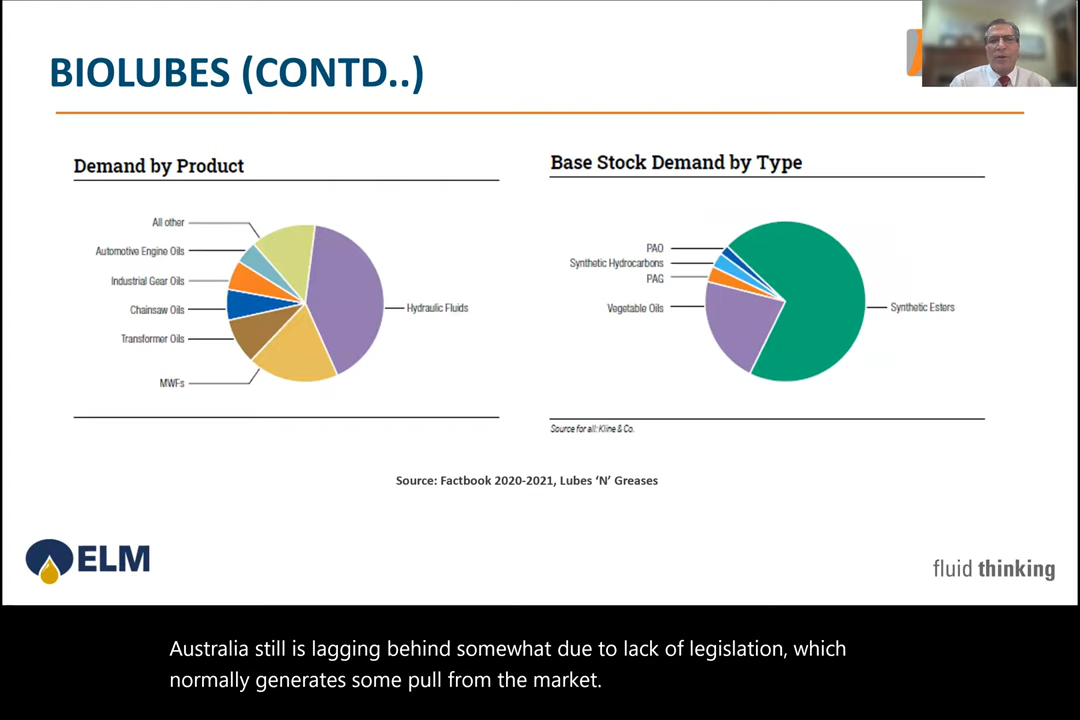 BIOLUBES (CONTD..)
Demand by Product
All other
Automotive Engine Oils
Industrial Gear Oils
Chainsaw Oils
Transformer Oils
MWFs
Hydraulic Fluids
Base Stock Demand by Type
PAO
Synthetic Hydrocarbons
PAG
Vegetable Oils
Synthetic Esters
Source for all: Kline & Co.
Source: Factbook 2020-2021, Lubes ‘N’ Greases
ELM
fluid thinking
Australia still is lagging behind somewhat due to lack of legislation, which
normally generates some pull from the market.